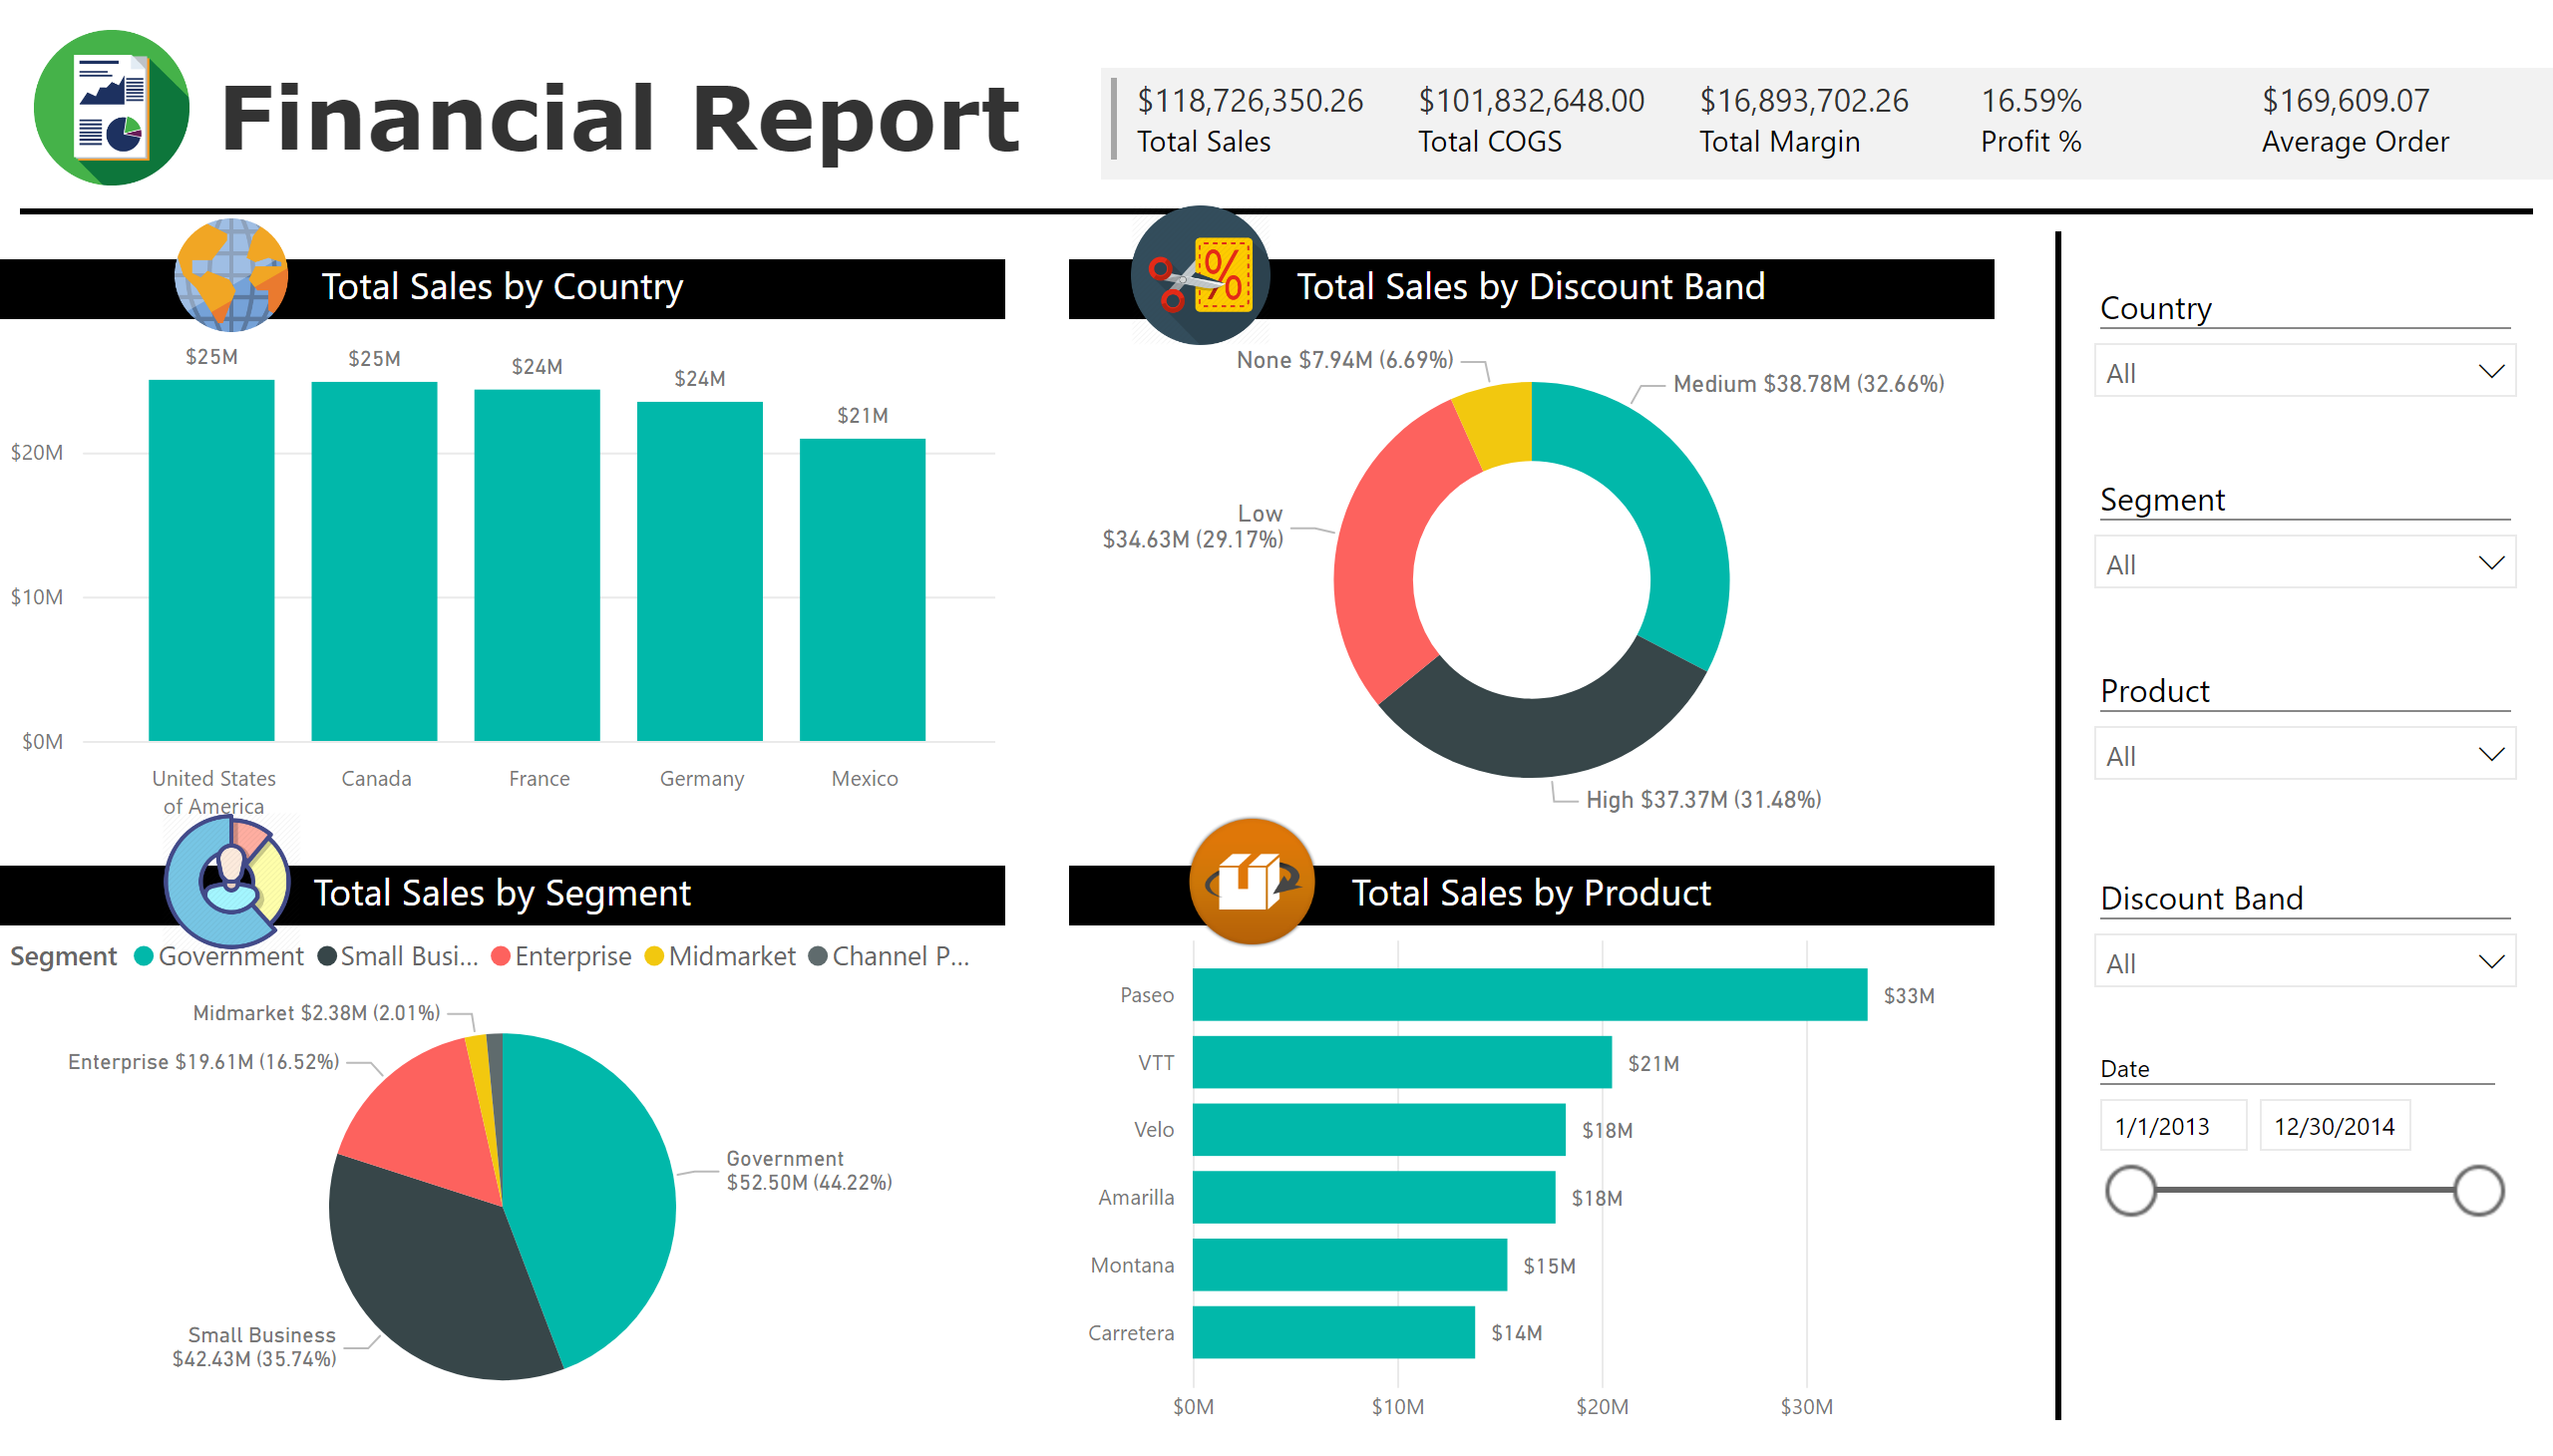 Financial Report
$118,726,350.26
Total Sales
$101,832,648.00
Total COGS
$16,893,702.26
Total Margin
16.59%
Profit %
$169,609.07
Average Order
Total Sales by Country
$25M
$25M
$24M
$24M
$21M
$20M
$10M
$0M
United States
of America
Canada
France
Germany
Mexico
%
Total Sales by Discount Band
None $7.94M (6.69%)
Medium $38.78M (32.66%)
Low
$34.63M (29.17%)
High $37.37M (31.48%)
Total Sales by Segment
Segment Government Small Busi... Enterprise Midmarket Channel P...
Midmarket $2.38M (2.01%)
Enterprise $19.61M (16.52%)
Government
$52.50M (44.22%)
Small Business
$42.43M (35.74%)
Total Sales by Product
Paseo $33M
VTT $21M
Velo $18M
Amarilla $18M
Montana $15M
Carretera $14M
$0M $10M $20M $30M
Country
All
Segment
All
Product
All
Discount Band
All
Date
1/1/2013 12/30/2014